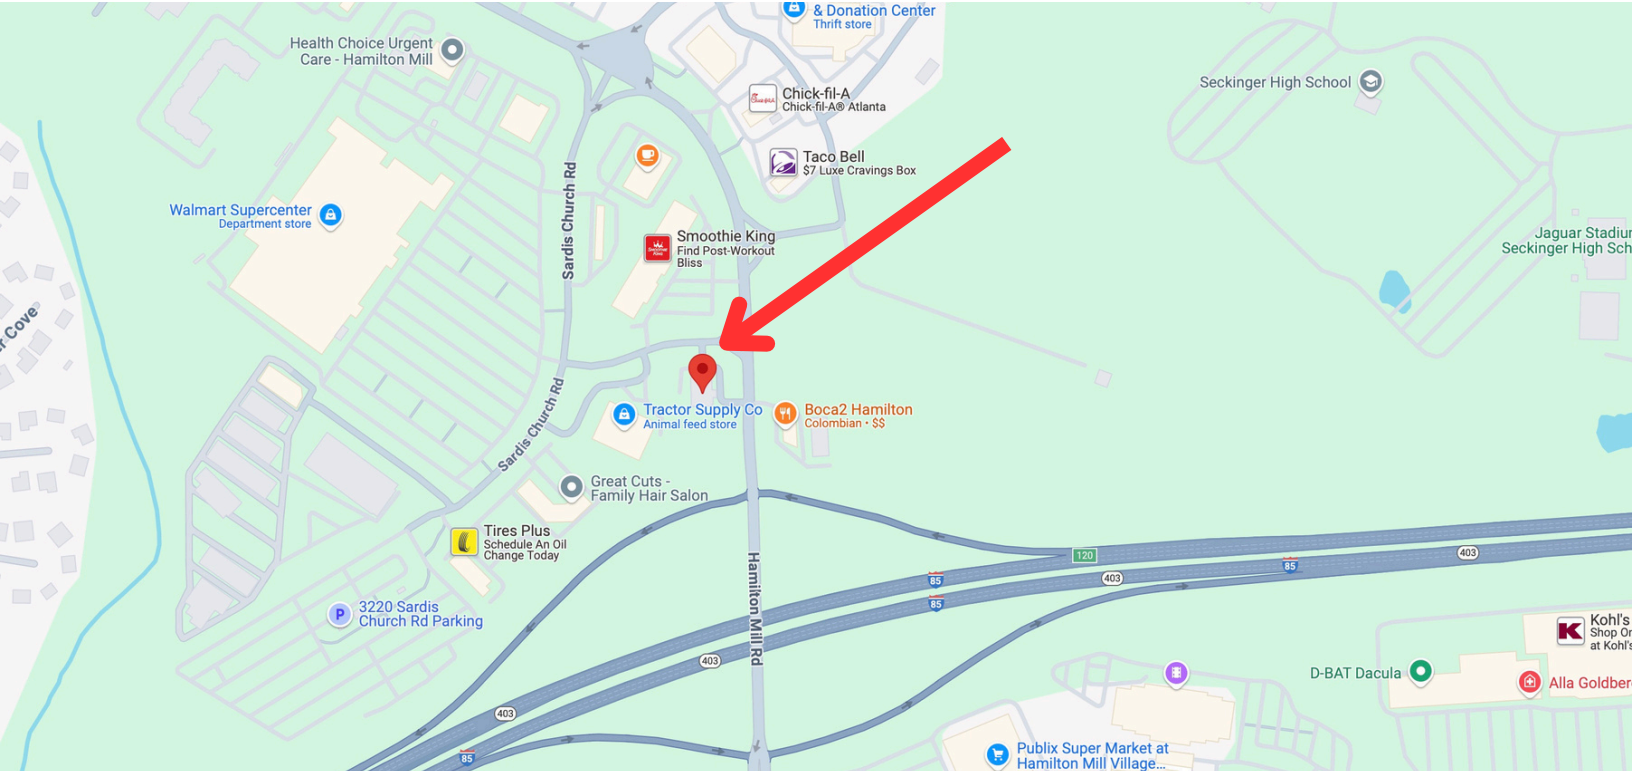 & Donation Center
Thrift store
Health Choice Urgent
Care - Hamilton Mill
Chick-fil-A
Chick-fil-A® Atlanta
Seckinger High School
Taco Bell
$7 Luxe Cravings Box
Sardis Church Rd
Walmart Supercenter
Department store
Smoothie King
Find Post-Workout
Bliss
Jaguar Stadiu
Seckinger High Sch
Cove
Tractor Supply Co
Animal feed store
Boca2 Hamilton
Colombian • $$
Sardis Church Rd
Great Cuts -
Family Hair Salon
Tires Plus
Schedule An Oil
Change Today
Hamilton Mill Rd
120
403
85
403
85
85
3220 Sardis
Church Rd Parking
P
403
Kohl's
Shop O
at Kohl's
D-BAT Dacula
Alla Goldber
403
85
Publix Super Market at
Hamilton Mill Village...